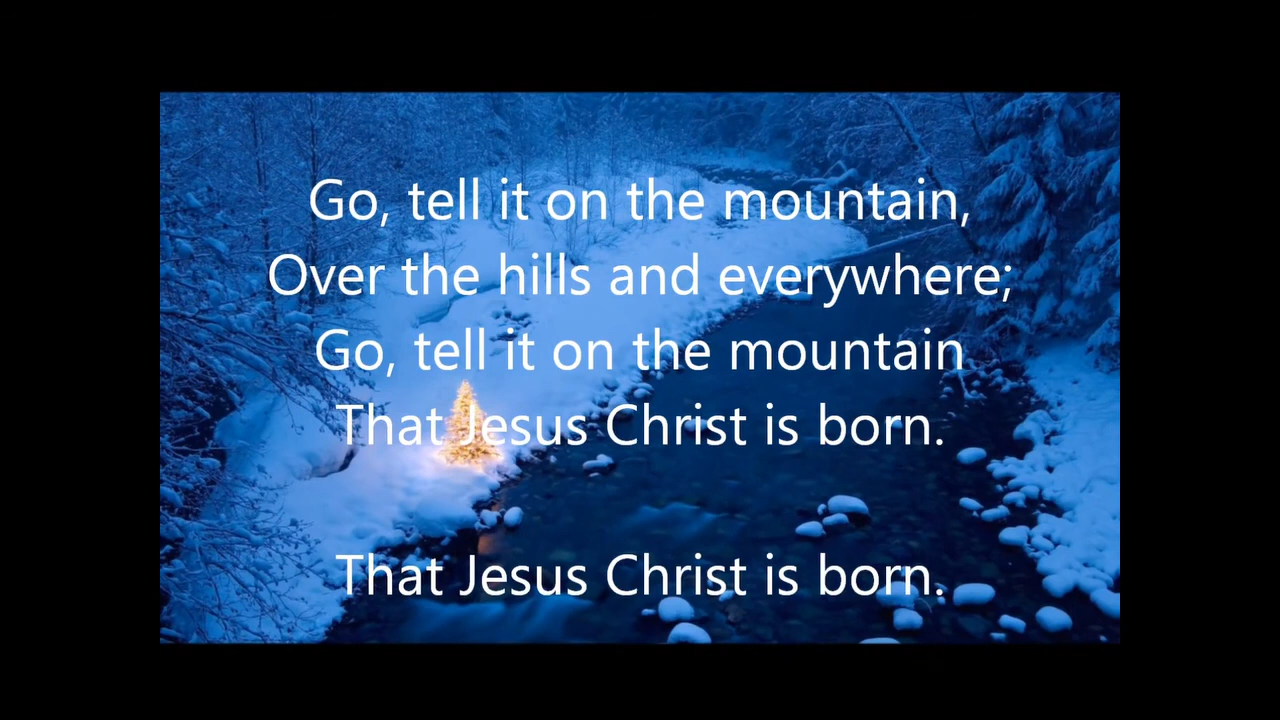 Go, tell it on the mountain,
Over the hills and everywhere;
Go, tell it on the mountain
That Jesus Christ is born.
That Jesus Christ is born.